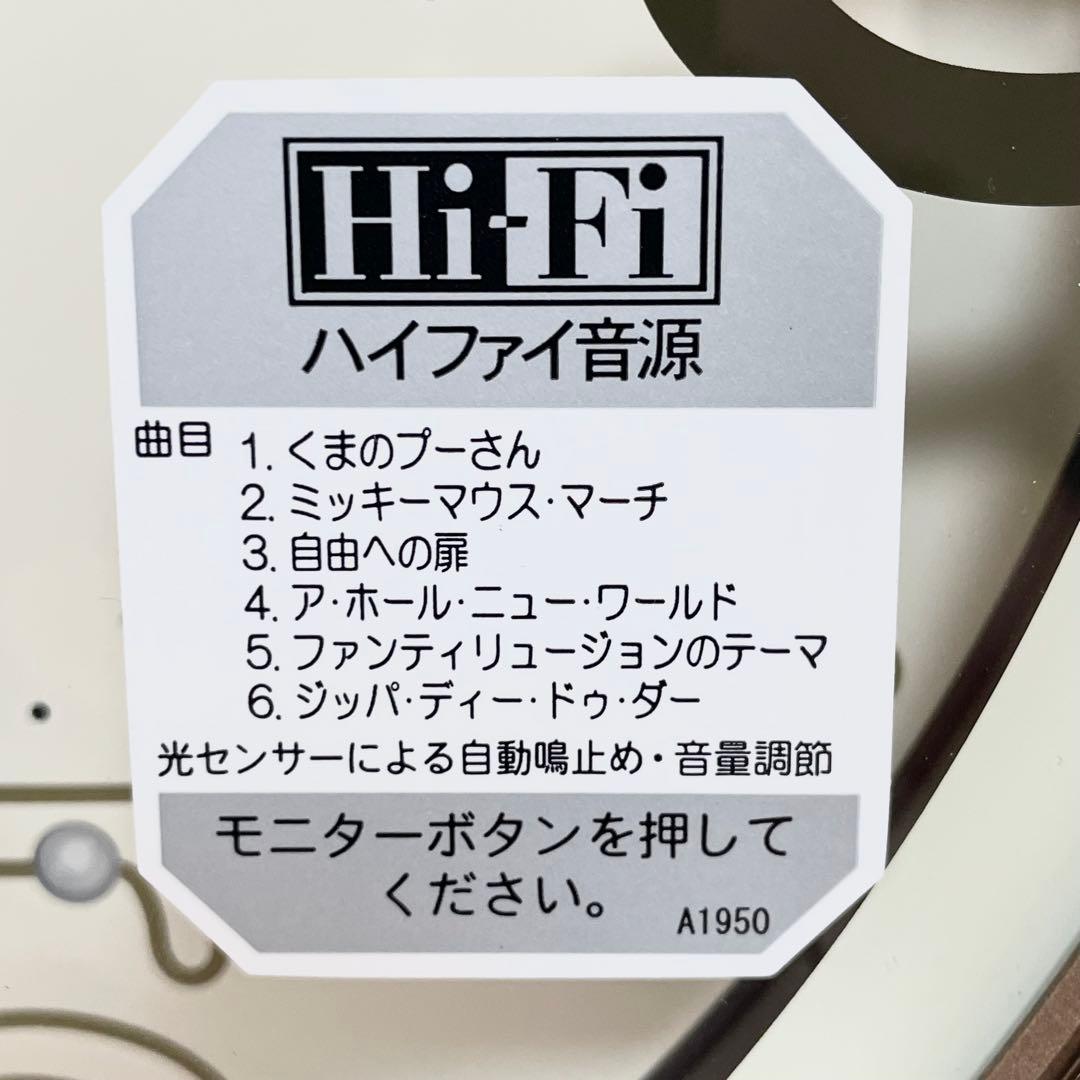 Hi-Fi
ハイファイ音源
曲目 1. くまのプーさん
2. ミッキーマウス・マーチ
3. 自由への扉
4. ア・ホール・ニュー・ワールド
5. ファンティリュージョンのテーマ
6. ジッパ・ディー・ドゥ・ダー
光センサーによる自動鳴止め・音量調節
モニターボタンを押して
ください。
A1950